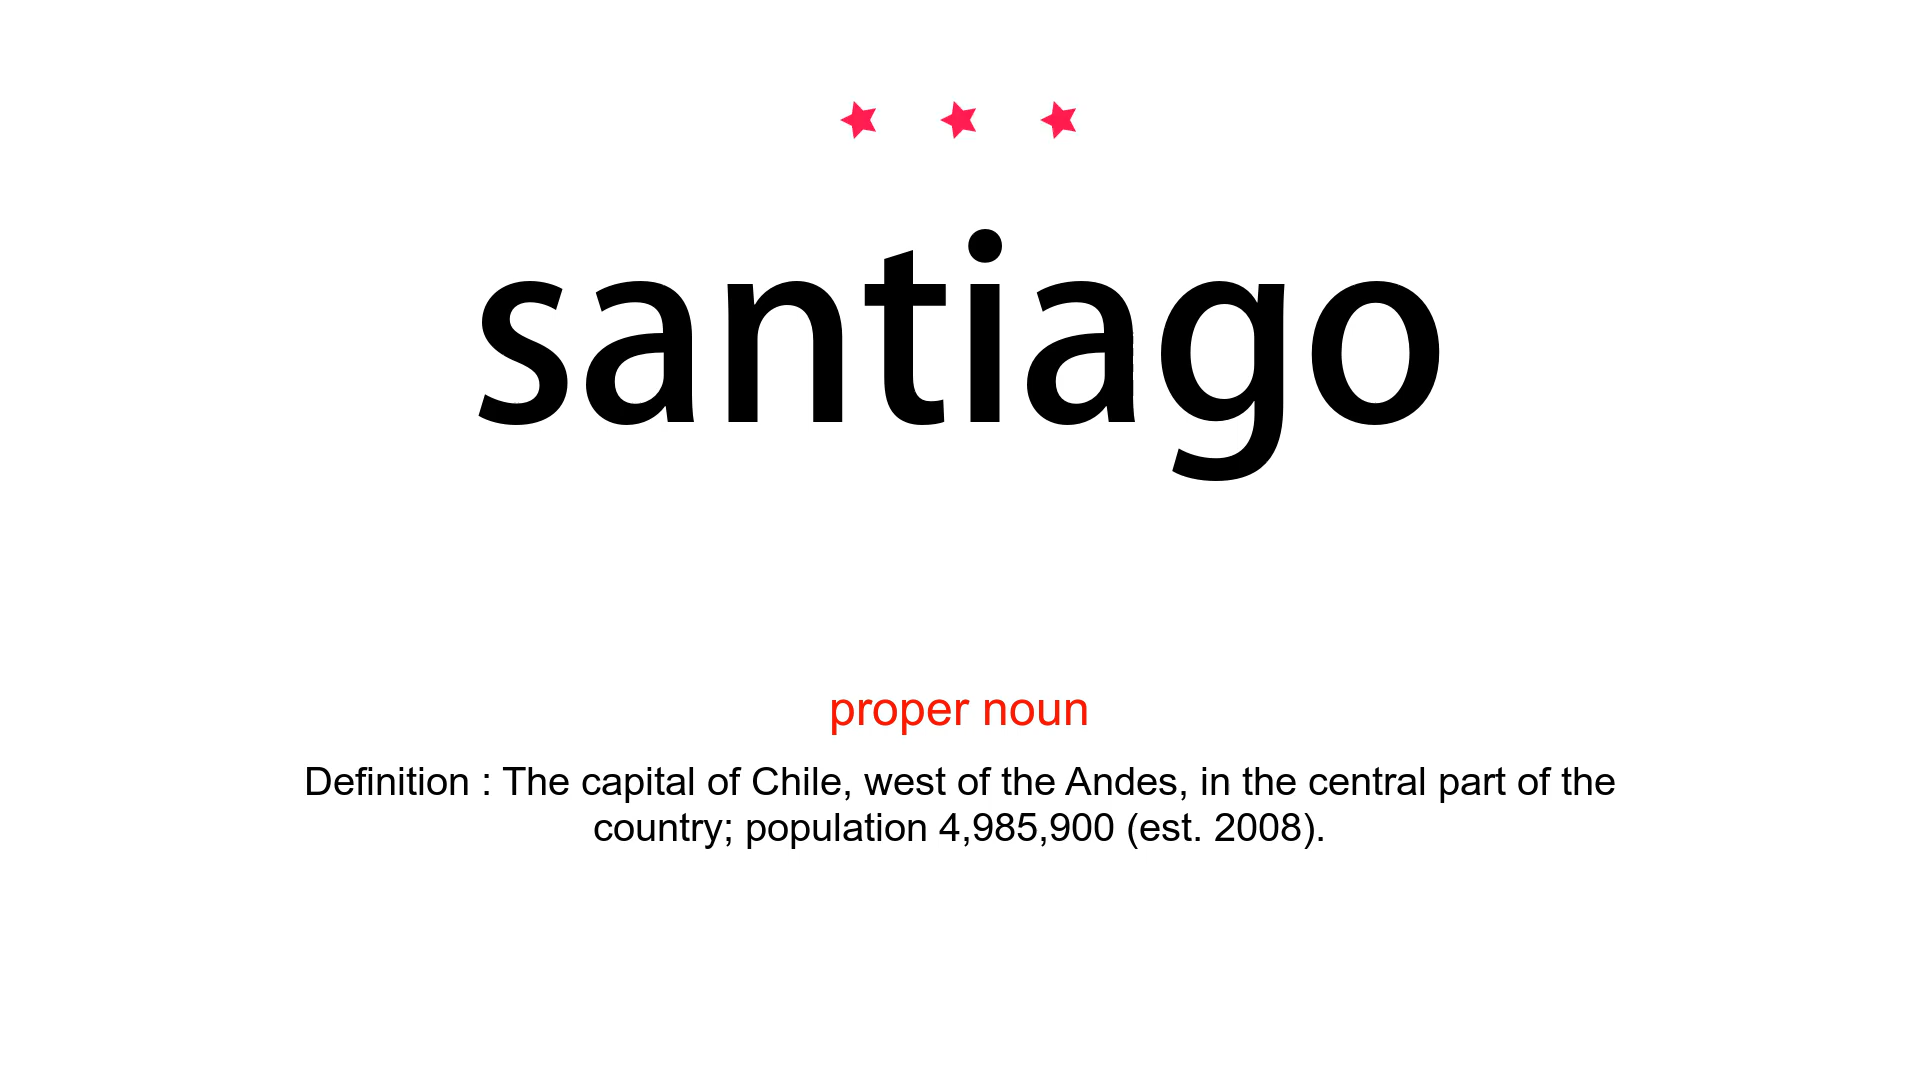 santiago
proper noun
Definition : The capital of Chile, west of the Andes, in the central part of the
country; population 4,985,900 (est. 2008).